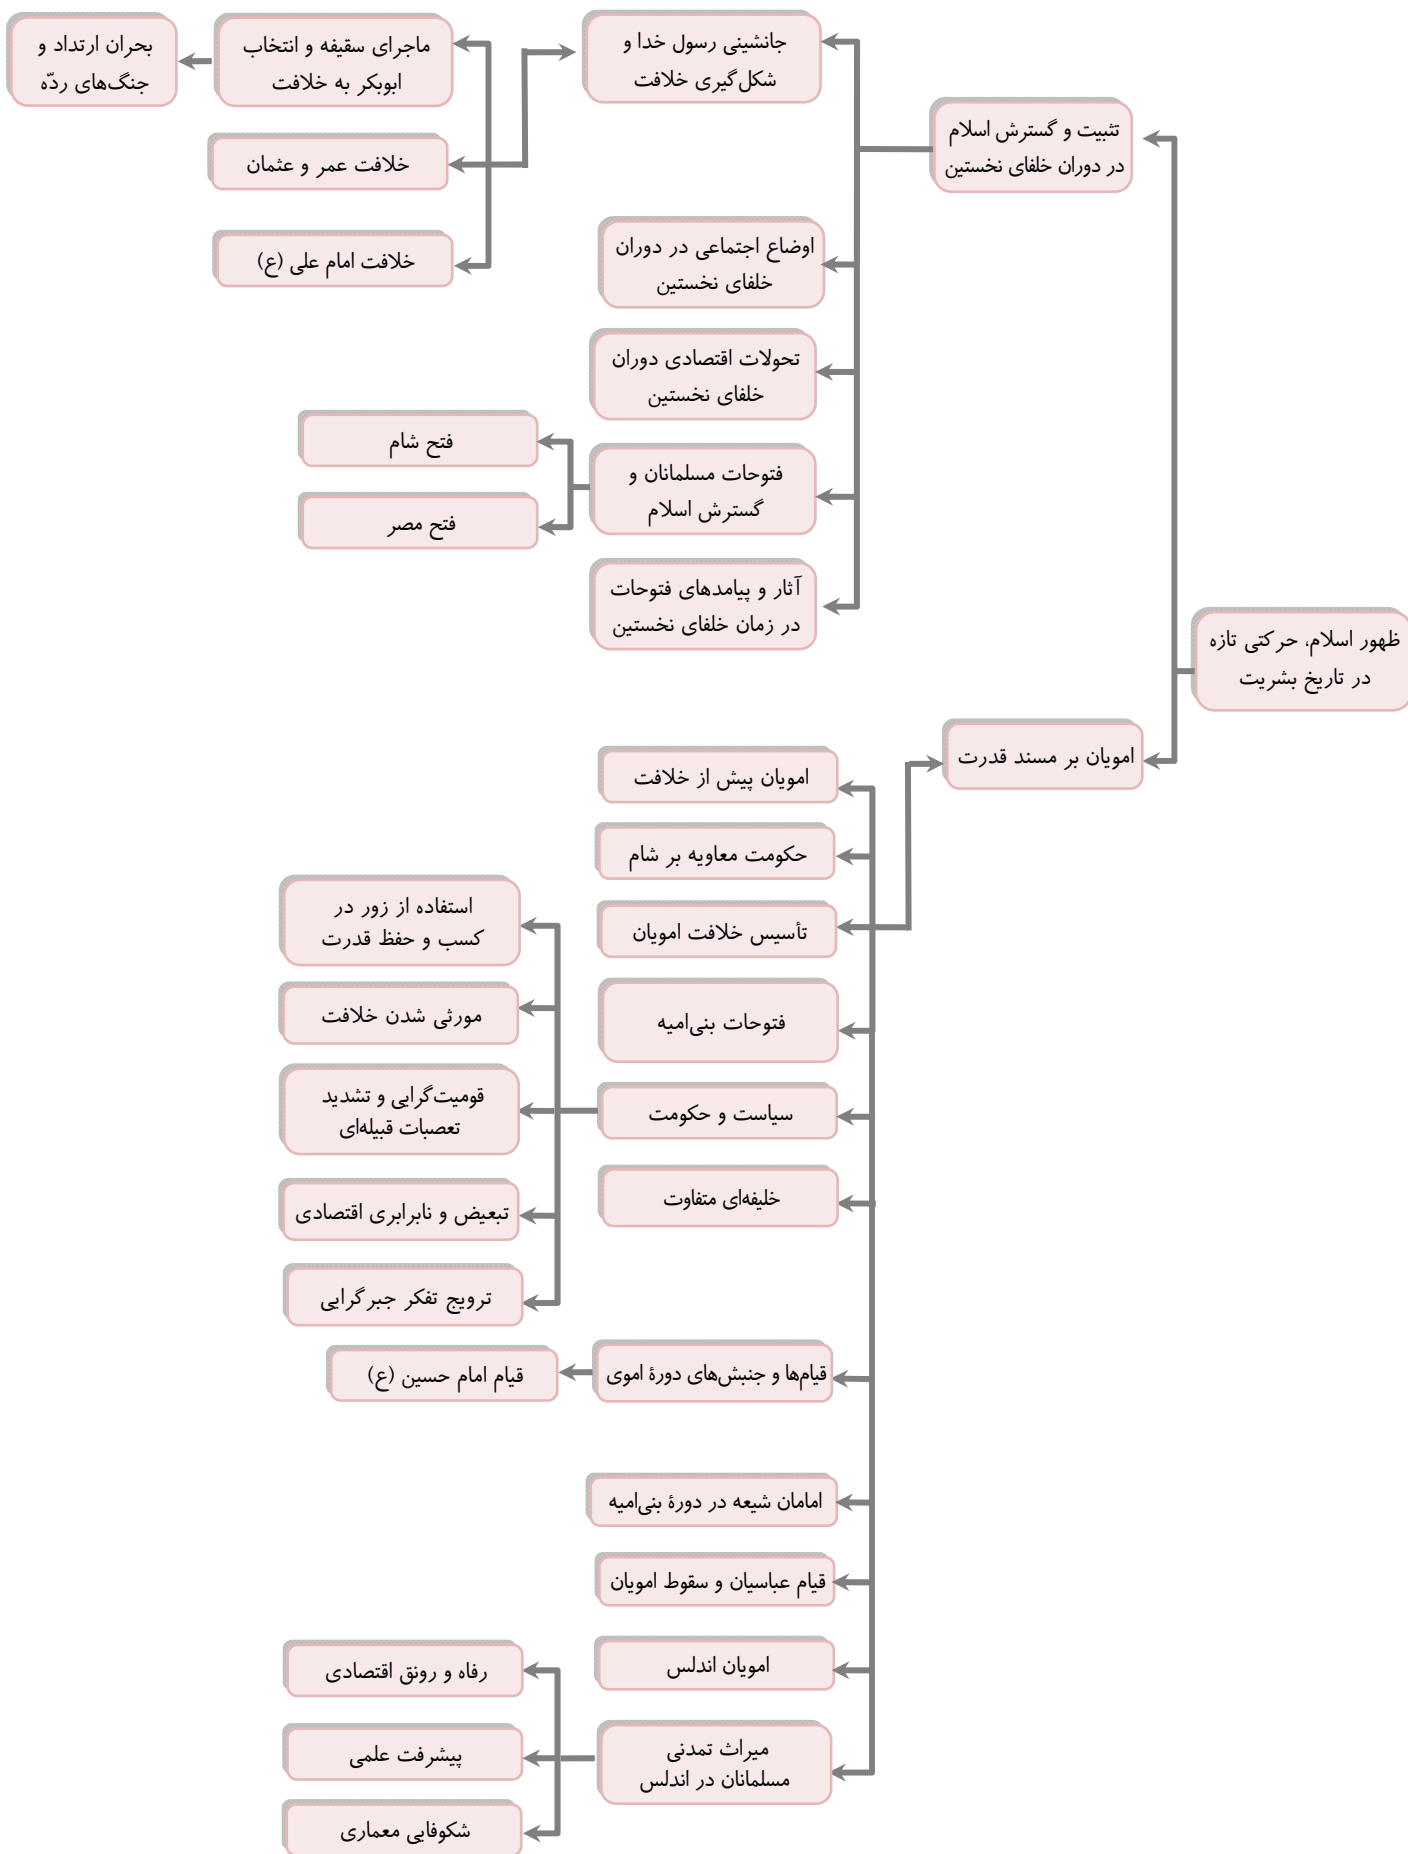 ظهور اسلام، حرکتی تازه
در تاریخ بشریت
تثبیت و گسترش اسلام
در دوران خلفای نخستین
جانشینی رسول خدا و
شکل‌گیری خلافت
ماجرای سقیفه و انتخاب
ابوبکر به خلافت
بحران ارتداد و
جنگ‌های ردّه
خلافت عمر و عثمان
خلافت امام علی (ع)
اوضاع اجتماعی در دوران
خلفای نخستین
تحولات اقتصادی دوران
خلفای نخستین
فتوحات مسلمانان و
گسترش اسلام
فتح شام
فتح مصر
آثار و پیامدهای فتوحات
در زمان خلفای نخستین
امویان بر مسند قدرت
امویان پیش از خلافت
حکومت معاویه بر شام
تأسیس خلافت امویان
فتوحات بنی‌امیه
سیاست و حکومت
استفاده از زور در
کسب و حفظ قدرت
مورثی شدن خلافت
قومیت‌گرایی و تشدید
تعصبات قبیله‌ای
تبعیض و نابرابری اقتصادی
ترویج تفکر جبرگرایی
خلیفه‌ای متفاوت
قیام‌ها و جنبش‌های دورۀ اموی
قیام امام حسین (ع)
امامان شیعه در دورۀ بنی‌امیه
قیام عباسیان و سقوط امویان
امویان اندلس
میراث تمدنی
مسلمانان در اندلس
رفاه و رونق اقتصادی
پیشرفت علمی
شکوفایی معماری